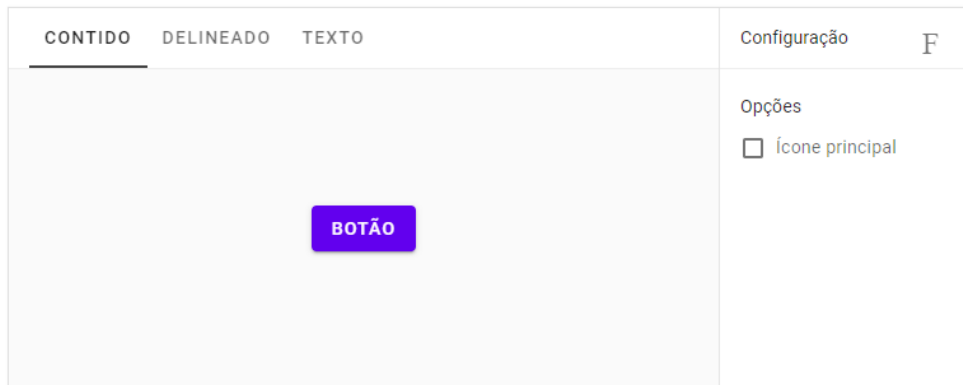 CONTIDO DELINEADO TEXTO
Configuração F
Opções
Ícone principal
BOTÃO